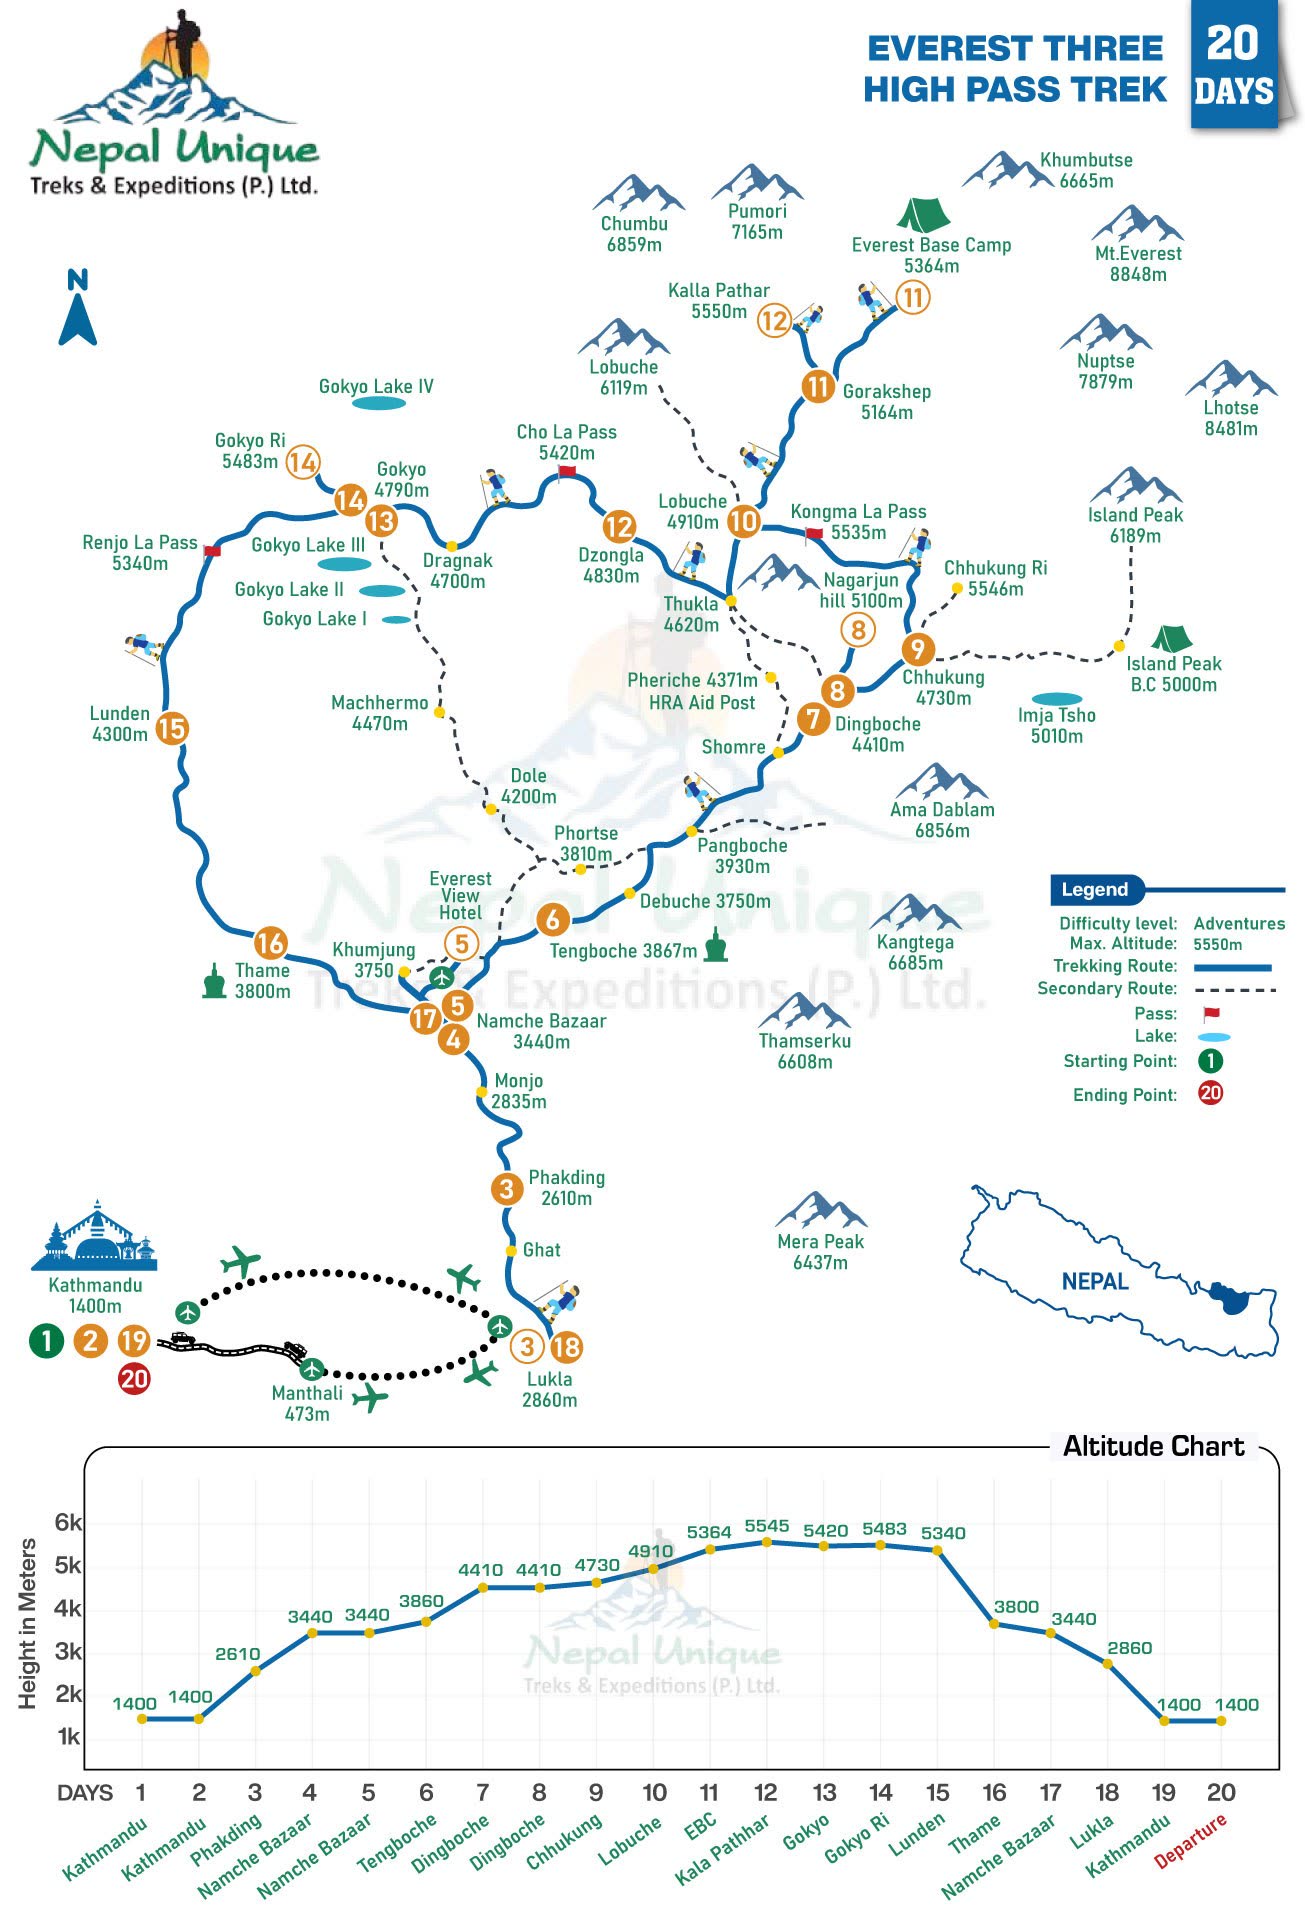 Nepal Unique
Treks & Expeditions (P.) Ltd.
EVEREST THREE
HIGH PASS TREK
20
DAYS
Khumbutse
6665m
Chumbu
6859m
Pumori
7165m
Everest Base Camp
5364m
Mt.Everest
8848m
N
Kalla Pathar
5550m
12
11
Lobuche
6119m
Nuptse
7879m
Gokyo Lake IV
11
Gorakshep
5164m
Lhotse
8481m
Gokyo Ri
5483m
14
Cho La Pass
5420m
Gokyo
4790m
14
13
Lobuche
4910m
10
Kongma La Pass
5535m
Island Peak
6189m
Renjo La Pass
5340m
Gokyo Lake III
Gokyo Lake II
Gokyo Lake I
Dragnak
4700m
12
Dzongla
4830m
Nagarjun
hill 5100m
8
Chhukung Ri
5546m
Thukla
4620m
9
Chhukung
4730m
Island Peak
B.C 5000m
Pheriche 4371m
HRA Aid Post
8
7
Dingboche
4410m
Imja Tsho
5010m
Lunden
4300m
15
Machhermo
4470m
Shomre
Dole
4200m
Ama Dablam
6856m
Phortse
3810m
Pangboche
3930m
Everest
View
Hotel
5
Debuche 3750m
6
Tengboche 3867m
Kangtega
6685m
Nepal Unique
Treks & Expeditions (P.) Ltd.
Legend
Difficulty level: Adventures
Max. Altitude: 5550m
Trekking Route:
Secondary Route:
Pass:
Lake:
Starting Point: 1
Ending Point: 20
16
Thame
3800m
Khumjung
3750
17
5
4
Namche Bazaar
3440m
Thamserku
6608m
Monjo
2835m
3
Phakding
2610m
Ghat
Mera Peak
6437m
NEPAL
Kathmandu
1400m
1 2 19
20
Manthali
473m
3 18
Lukla
2860m
Altitude Chart
Height in Meters
6k
5k
4k
3k
2k
1k
1400 1400 2610 3440 3440 3860 4410 4410 4730 4910 5364 5545 5420 5483 5340 3800 3440 2860 1400 1400
Nepal Unique
Treks & Expeditions (P.) Ltd.
DAYS 1 2 3 4 5 6 7 8 9 10 11 12 13 14 15 16 17 18 19 20
Kathmandu
Kathmandu
Phakding
Namche Bazaar
Namche Bazaar
Tengboche
Dingboche
Dingboche
Chhukung
Lobuche
EBC
Kala Pathhar
Gokyo
Gokyo Ri
Lunden
Thame
Namche Bazaar
Lukla
Kathmandu
Departure